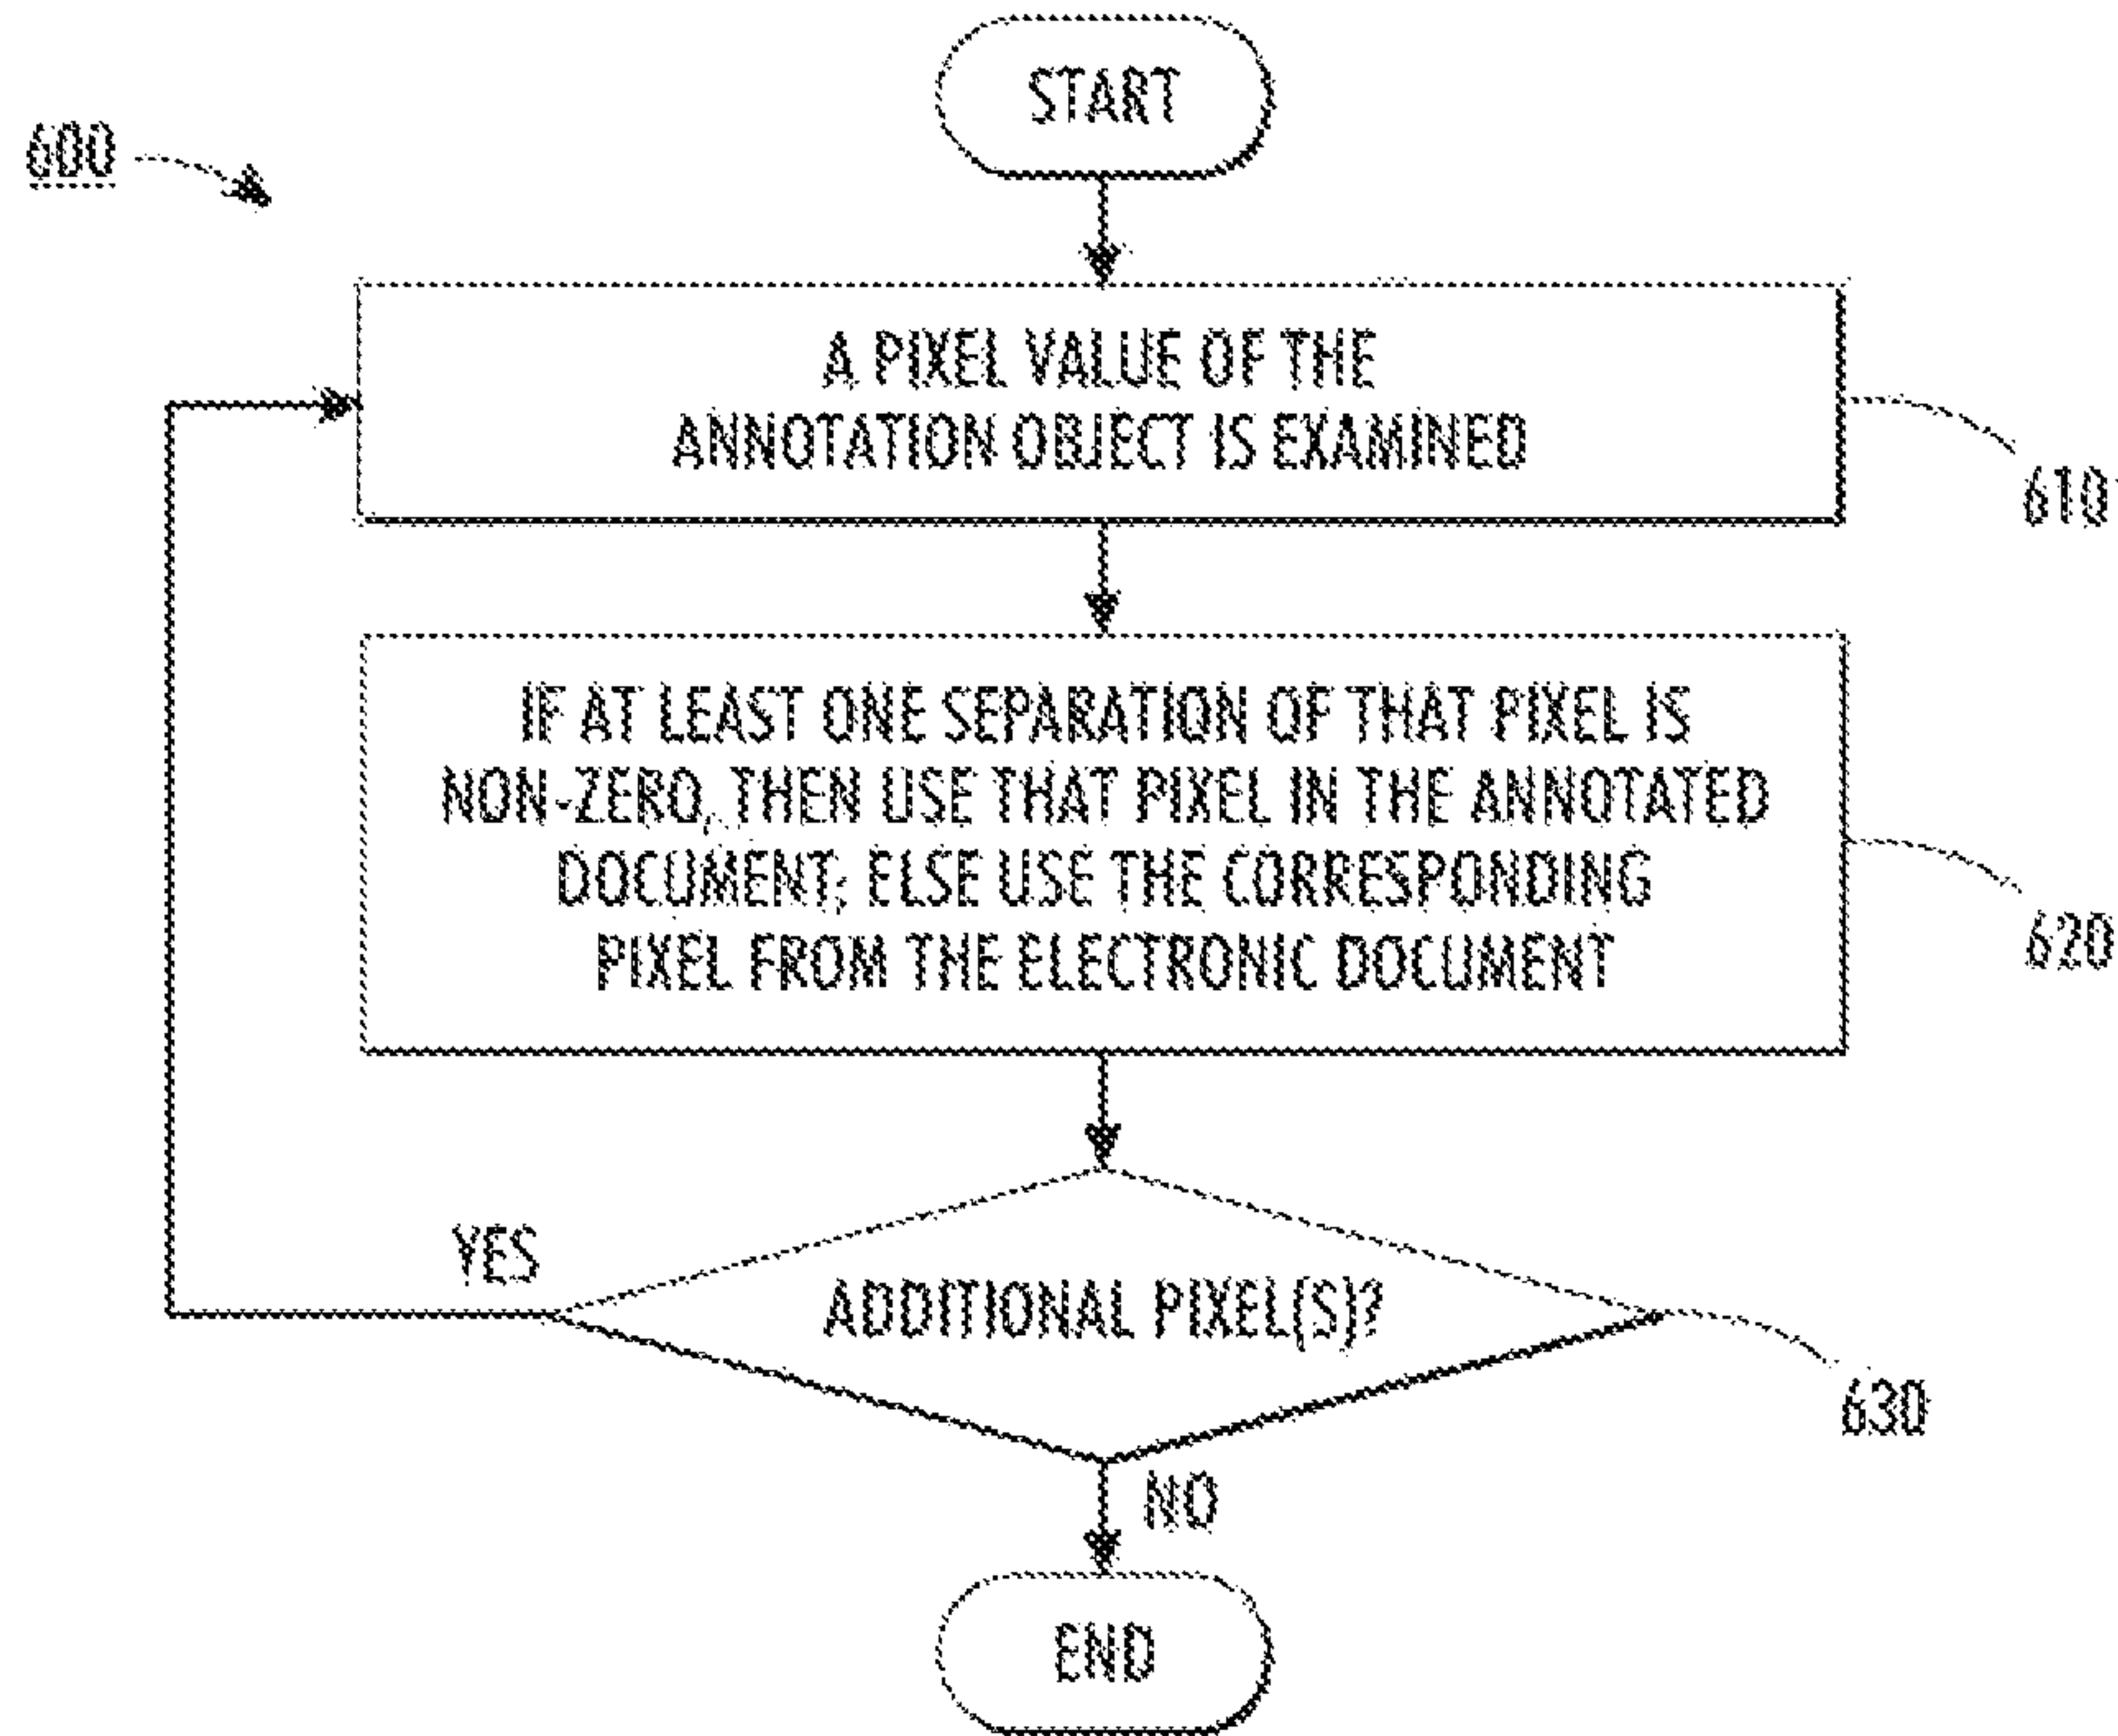 START
600
A PIXEL VALUE OF THE
ANNOTATION OBJECT IS EXAMINED
610
IF AT LEAST ONE SEPARATION OF THAT PIXEL IS
NON-ZERO, THEN USE THAT PIXEL IN THE ANNOTATED
DOCUMENT; ELSE USE THE CORRESPONDING
PIXEL FROM THE ELECTRONIC DOCUMENT
620
YES
ADDITIONAL PIXEL(S)?
630
NO
END